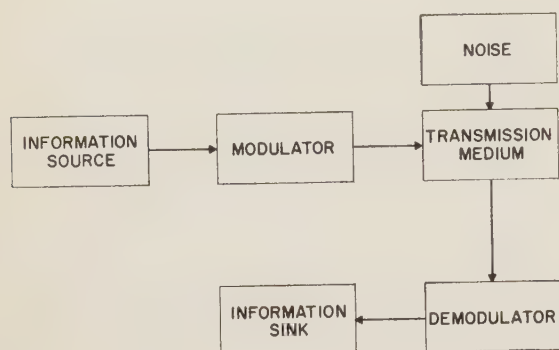 NOISE
INFORMATION
SOURCE
MODULATOR
TRANSMISSION
MEDIUM
INFORMATION
SINK
DEMODULATOR